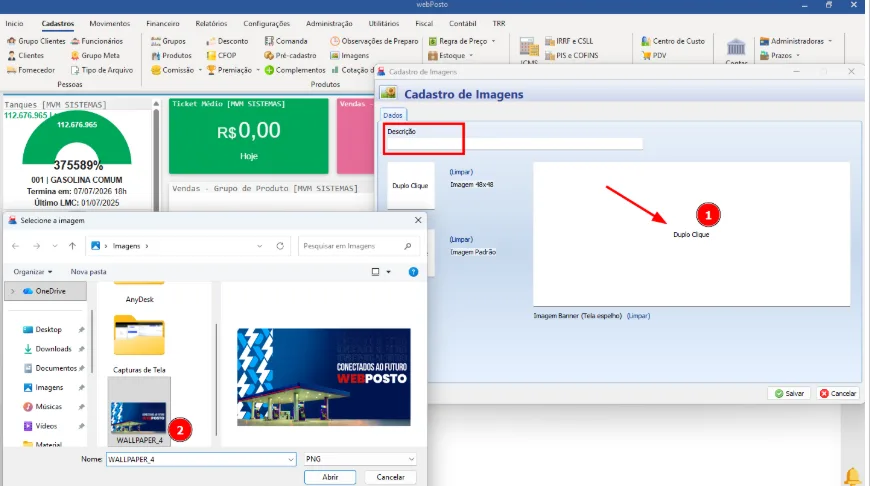 webPosto
Início Cadastros Movimentos Financeiro Relatórios Configurações Administração Utilitários Fiscal Contábil TRR
Grupo Clientes Funcionários Grupos Desconto Comanda Observações de Preparo Regra de Preço IRRF e CSLL Centro de Custo Administradoras
Clientes Grupo Meta Produtos CFOP Pré-cadastro Imagens Estoque PIS e COFINS PDV Prazos
Fornecedor Tipo de Arquivo Comissão Premiação Complementos Cotação d
ICMS
Contas
Pessoas Produtos
Cadastro de Imagens
Cadastro de Imagens
Dados
Descrição
Duplo Clique
(Limpar)
Imagem 48x48
(Limpar)
Imagem Padrão
1
Duplo Clique
Imagem Banner (Tela espelho) (Limpar)
Salvar Cancelar
Tanques [MVM SISTEMAS]
112.676.965 L
112.676.965
375589%
001 | GASOLINA COMUM
Termina em: 07/07/2026 18h
Último LMC: 01/07/2025
Ticket Médio [MVM SISTEMAS]
R$0,00
Hoje
Vendas -
Vendas - Grupo de Produto [MVM SISTEMAS]
Selecione a imagem
Imagens
Pesquisar em Imagens
Organizar Nova pasta
OneDrive
Desktop
Downloads
Documentos
Imagens
Músicas
Vídeos
Material
AnyDesk
Capturas de Tela
WALLPAPER_4
2
CONECTADOS AO FUTURO
WEBPOSTO
Nome: WALLPAPER_4 PNG
Abrir Cancelar